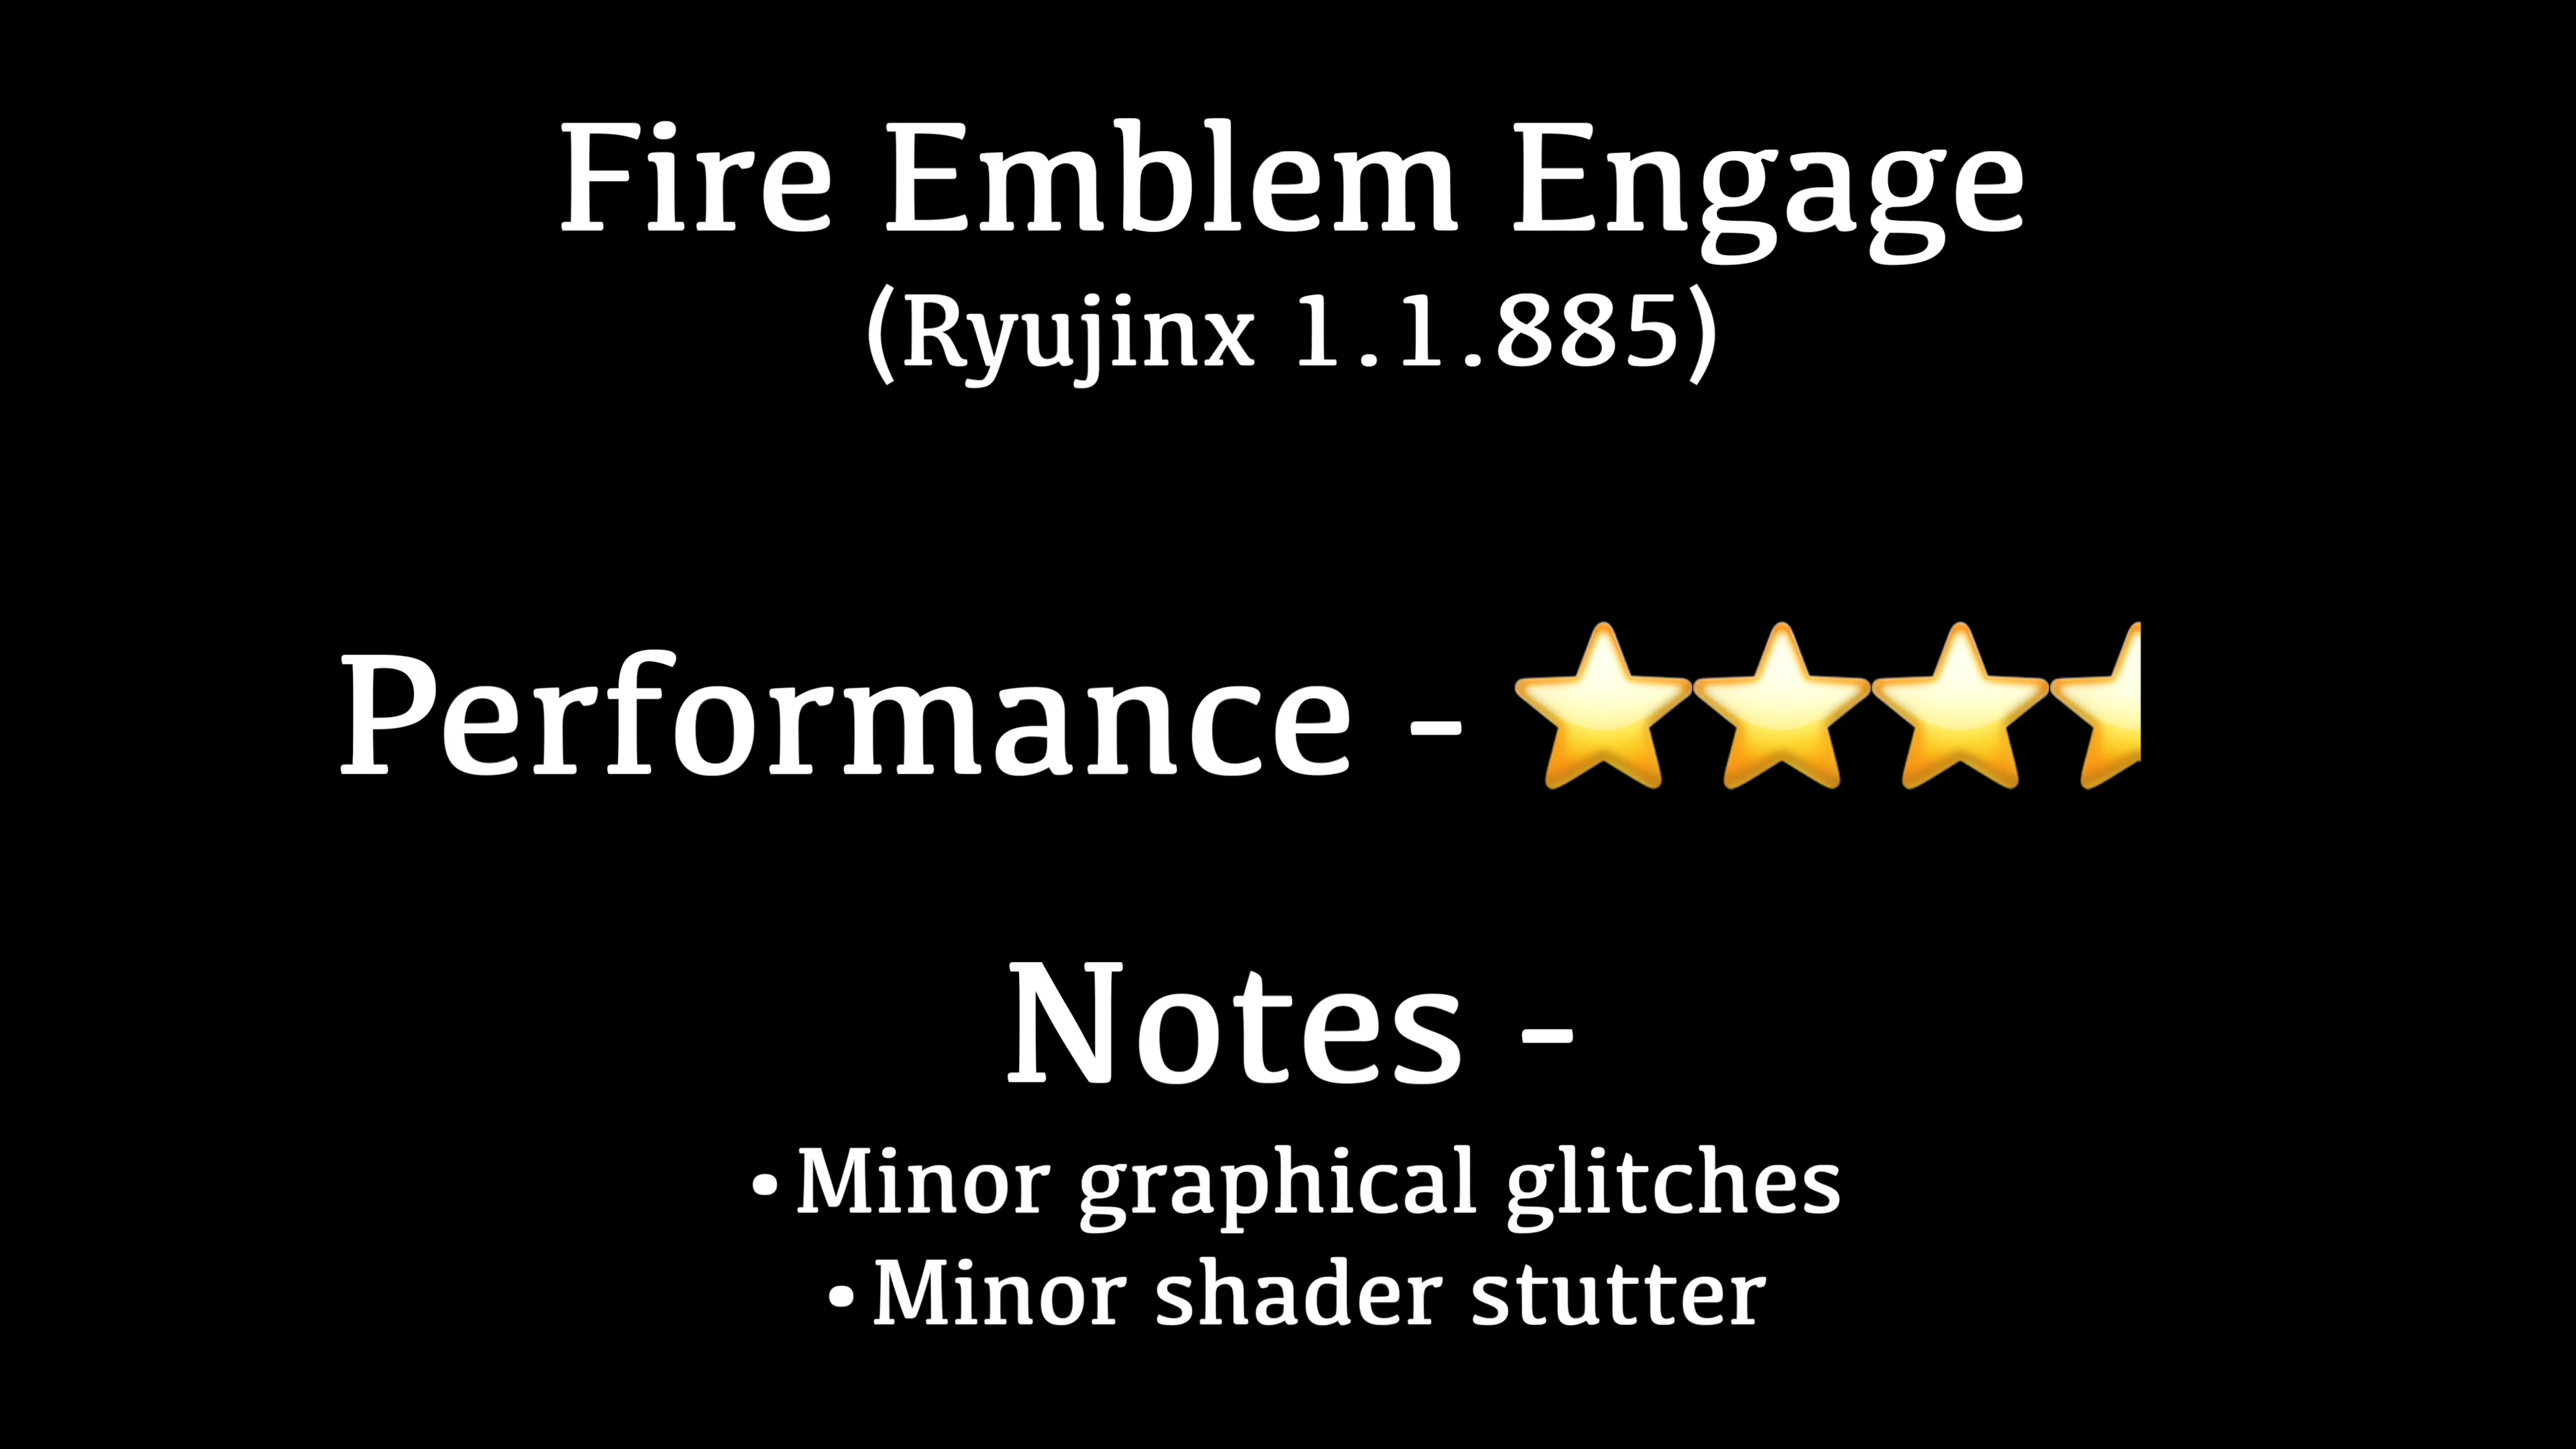 Fire Emblem Engage
(Ryujinx 1.1.885)
Performance -
Notes -
• Minor graphical glitches
• Minor shader stutter